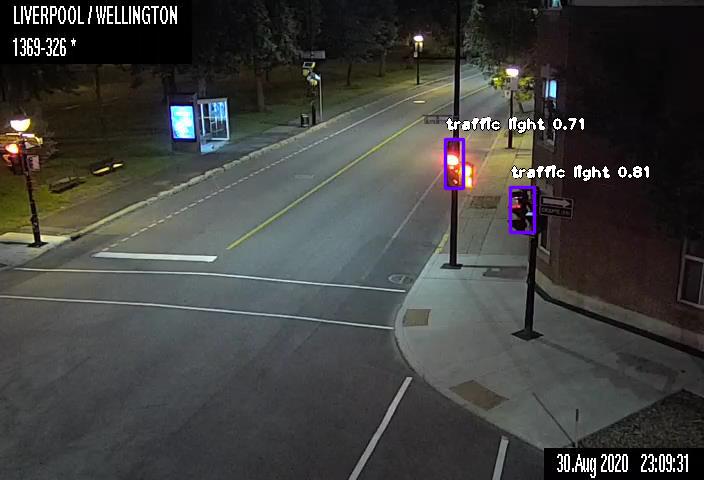 LIVERPOOL / WELLINGTON
1369-326 *
traffic light 0.71
traffic light 0.81
30.Aug 2020 23:09:31